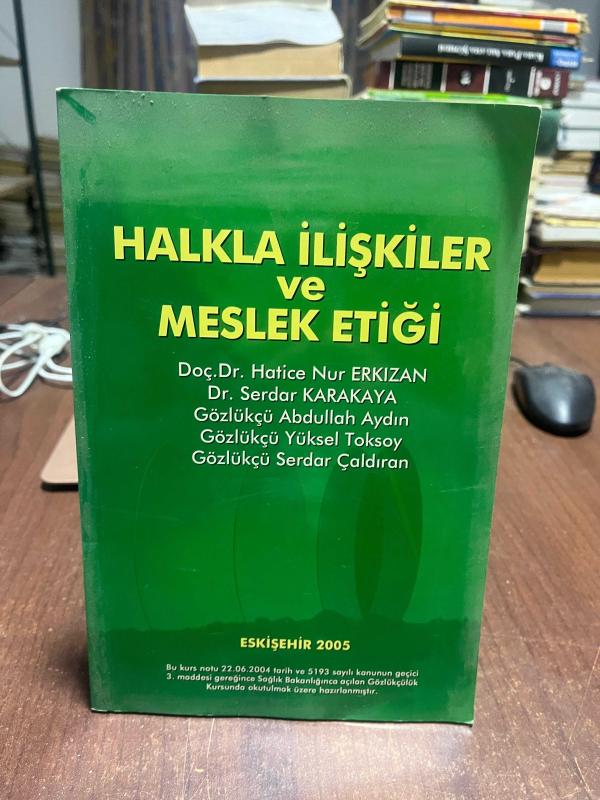 HALKLA İLİŞKİLER
ve
MESLEK ETİĞİ
Doç.Dr. Hatice Nur ERKIZAN
Dr. Serdar KARAKAYA
Gözlükçü Abdullah Aydın
Gözlükçü Yüksel Toksoy
Gözlükçü Serdar Çaldıran
ESKİŞEHİR 2005
Bu kurs notu 22.06.2004 tarih ve 5193 sayılı kanunun geçici
3. maddesi gereğince Sağlık Bakanlığınca açılan Gözlükçülük
Kursunda okutulmak üzere hazırlanmıştır.